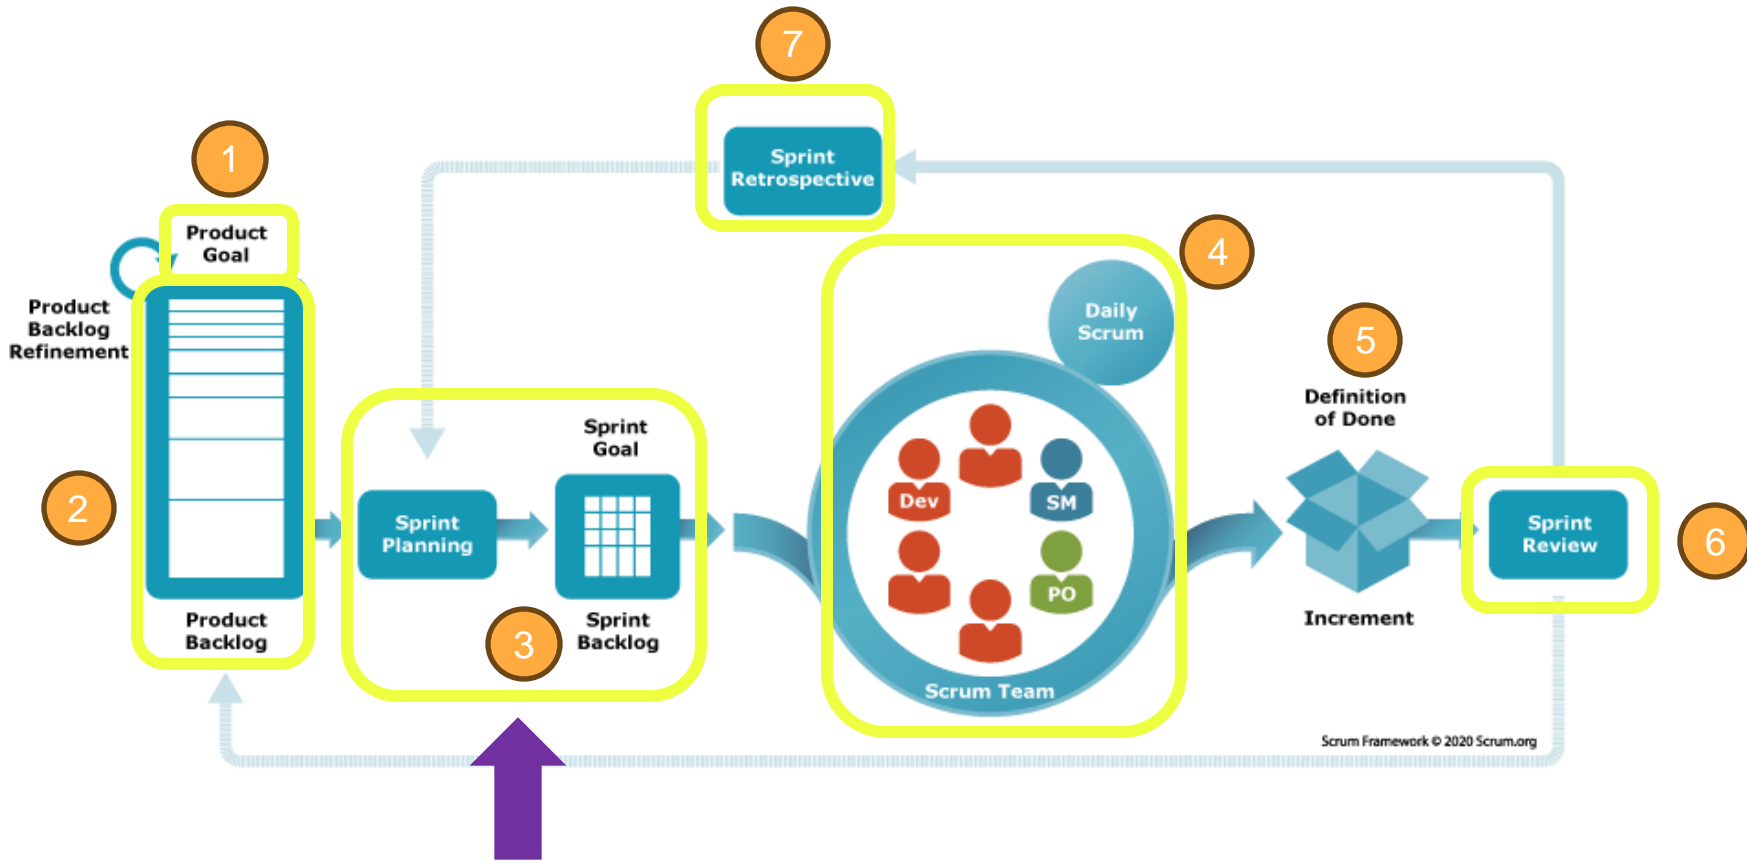 7
Sprint
Retrospective
1
Product
Goal
Product
Backlog
Refinement
4
Daily
Scrum
5
Definition
of Done
Sprint
Goal
2
Sprint
Planning
Dev
SM
PO
Sprint
Review
6
Product
Backlog
3
Sprint
Backlog
Increment
Scrum Team
Scrum Framework © 2020 Scrum.org